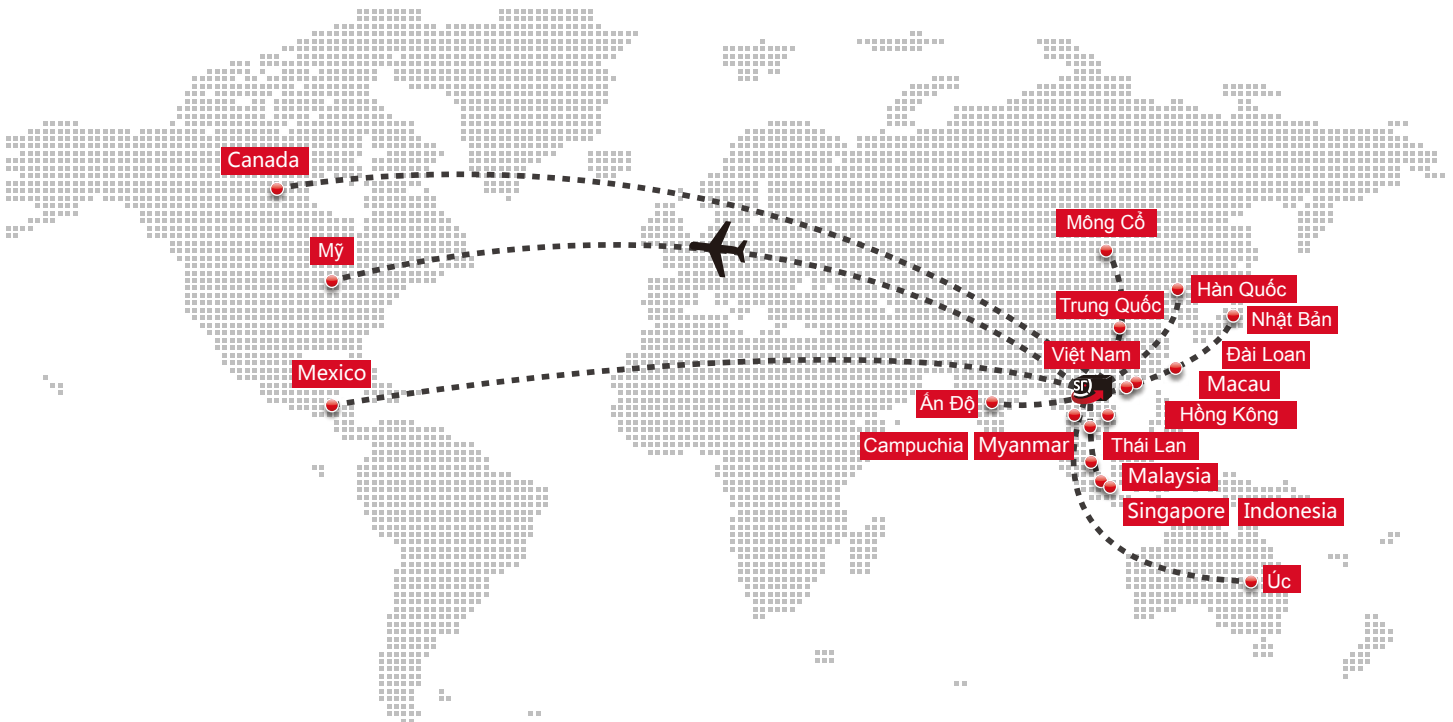 Canada
Mông Cổ
Mỹ
Hàn Quốc
Trung Quốc
Nhật Bản
Việt Nam
Đài Loan
Mexico
Macau
SF
Ấn Độ
Hồng Kông
Campuchia
Myanmar
Thái Lan
Malaysia
Singapore
Indonesia
Úc